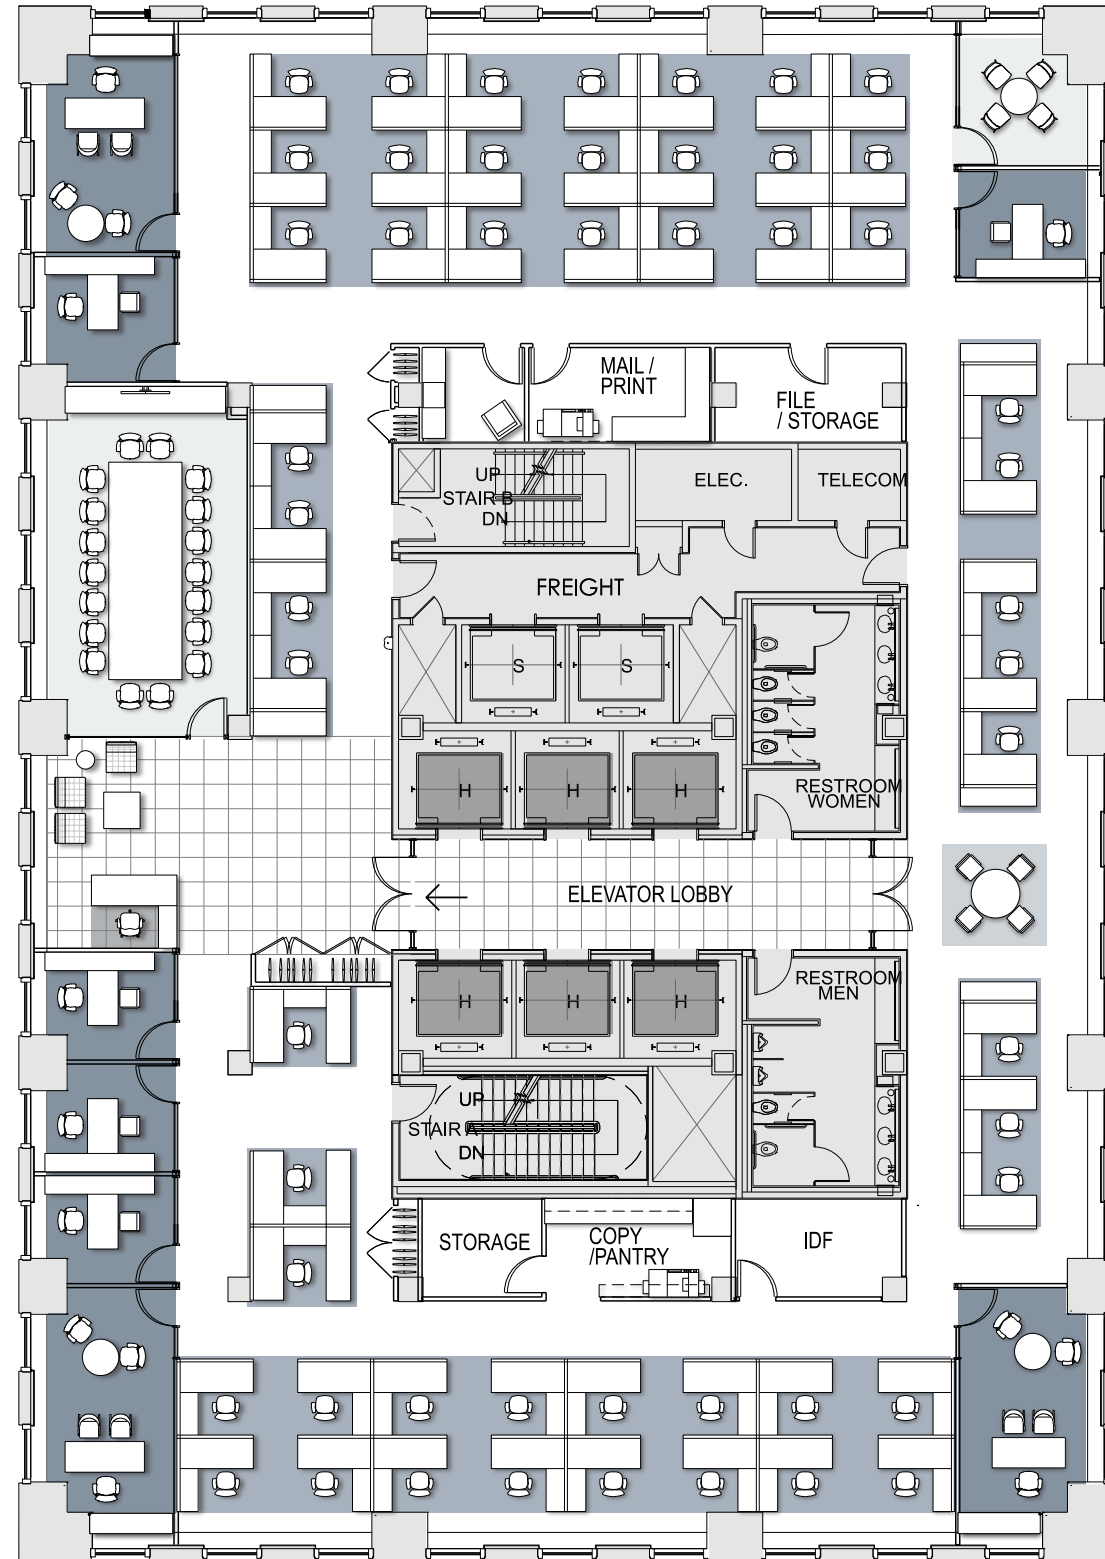 MAIL /
PRINT
FILE
/ STORAGE
UP
STAIR B
DN
ELEC.
TELECOM
FREIGHT
S
S
H
H
H
RESTROOM
WOMEN
ELEVATOR LOBBY
H
H
H
RESTROOM
MEN
UP
STAIR A
DN
STORAGE
COPY
/PANTRY
IDF